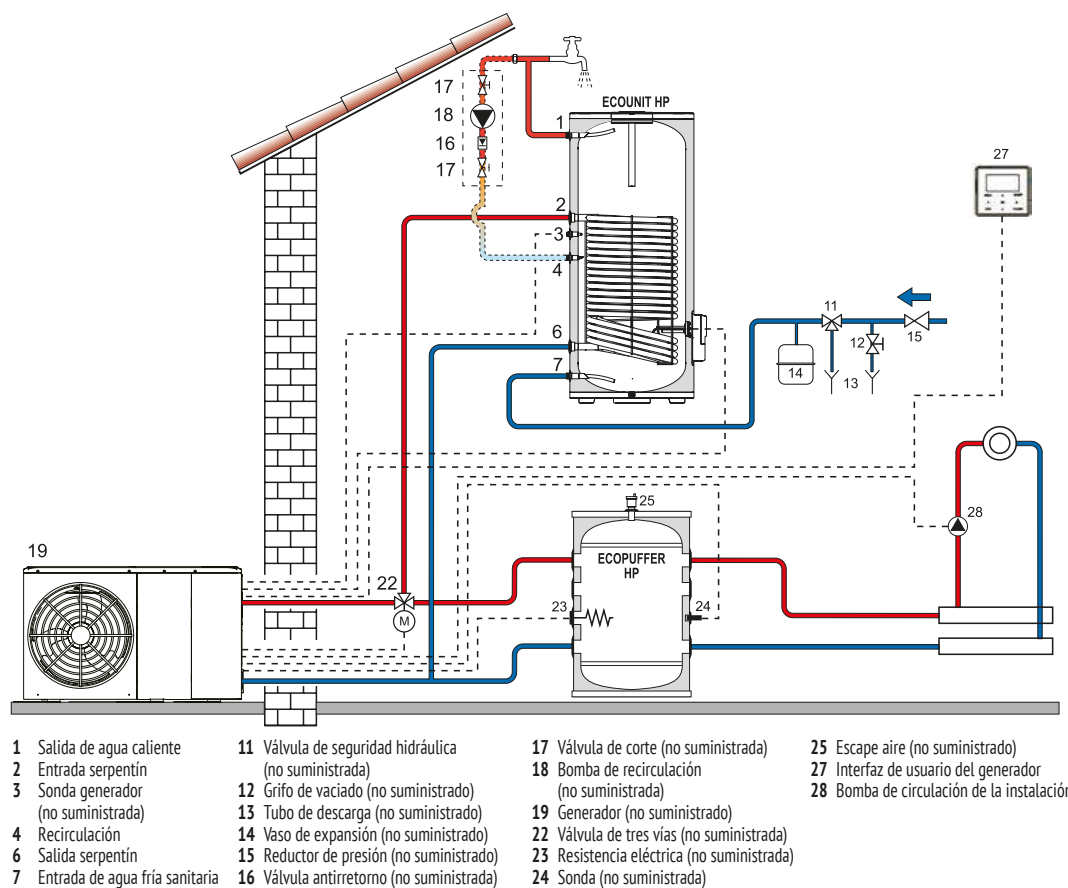 17
18
16
17
ECOUNIT HP
1
2
3
4
6
7
27
11
12
15
14
13
28
25
ECOPUFFER
HP
19
22
M
23
24
1 Salida de agua caliente
2 Entrada serpentín
3 Sonda generador
(no suministrada)
4 Recirculación
6 Salida serpentín
7 Entrada de agua fría sanitaria
11 Válvula de seguridad hidráulica
(no suministrada)
12 Grifo de vaciado (no suministrado)
13 Tubo de descarga (no suministrado)
14 Vaso de expansión (no suministrado)
15 Reductor de presión (no suministrado)
16 Válvula antirretorno (no suministrada)
17 Válvula de corte (no suministrada)
18 Bomba de recirculación
(no suministrada)
19 Generador (no suministrado)
22 Válvula de tres vías (no suministrada)
23 Resistencia eléctrica (no suministrada)
24 Sonda (no suministrada)
25 Escape aire (no suministrado)
27 Interfaz de usuario del generador
28 Bomba de circulación de la instalación